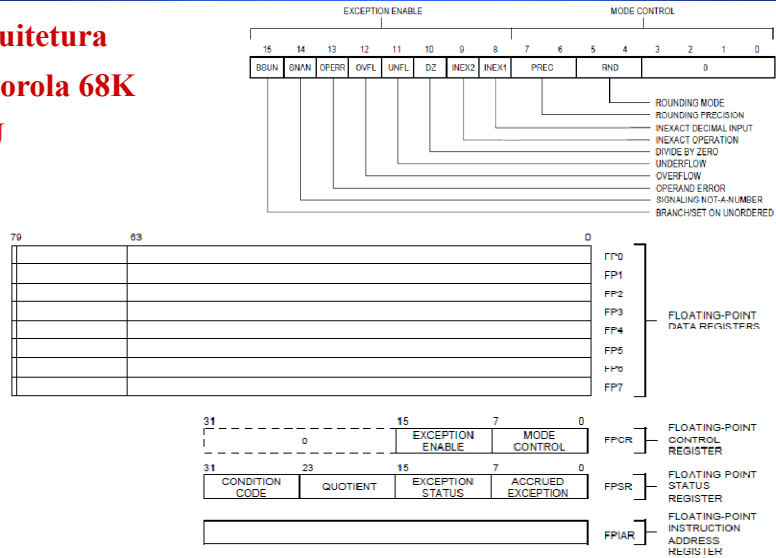 uitetura
orola 68K
EXCEPTION ENABLE MODE CONTROL
15 14 13 12 11 10 9 8 7 6 5 4 3 2 1 0
BSUN SNAN OPERR OVFL UNFL DZ INEX2 INEX1 PREC RND 0
ROUNDING MODE
ROUNDING PRECISION
INEXACT DECIMAL INPUT
INEXACT OPERATION
DIVIDE BY ZERO
UNDERFLOW
OVERFLOW
OPERAND ERROR
SIGNALING NOT-A-NUMBER
BRANCH/SET ON UNORDERED
79 63 0
FP0
FP1
FP2
FP3
FP4
FP5
FP6
FP7
FLOATING-POINT
DATA REGISTERS
31 15 7 0
0 EXCEPTION ENABLE MODE CONTROL FPCR
FLOATING-POINT
CONTROL
REGISTER
31 23 15 7 0
CONDITION CODE QUOTIENT EXCEPTION STATUS ACCRUED EXCEPTION FPSR
FLOATING POINT
STATUS
REGISTER
FPIAR
FLOATING-POINT
INSTRUCTION
ADDRESS
REGISTER